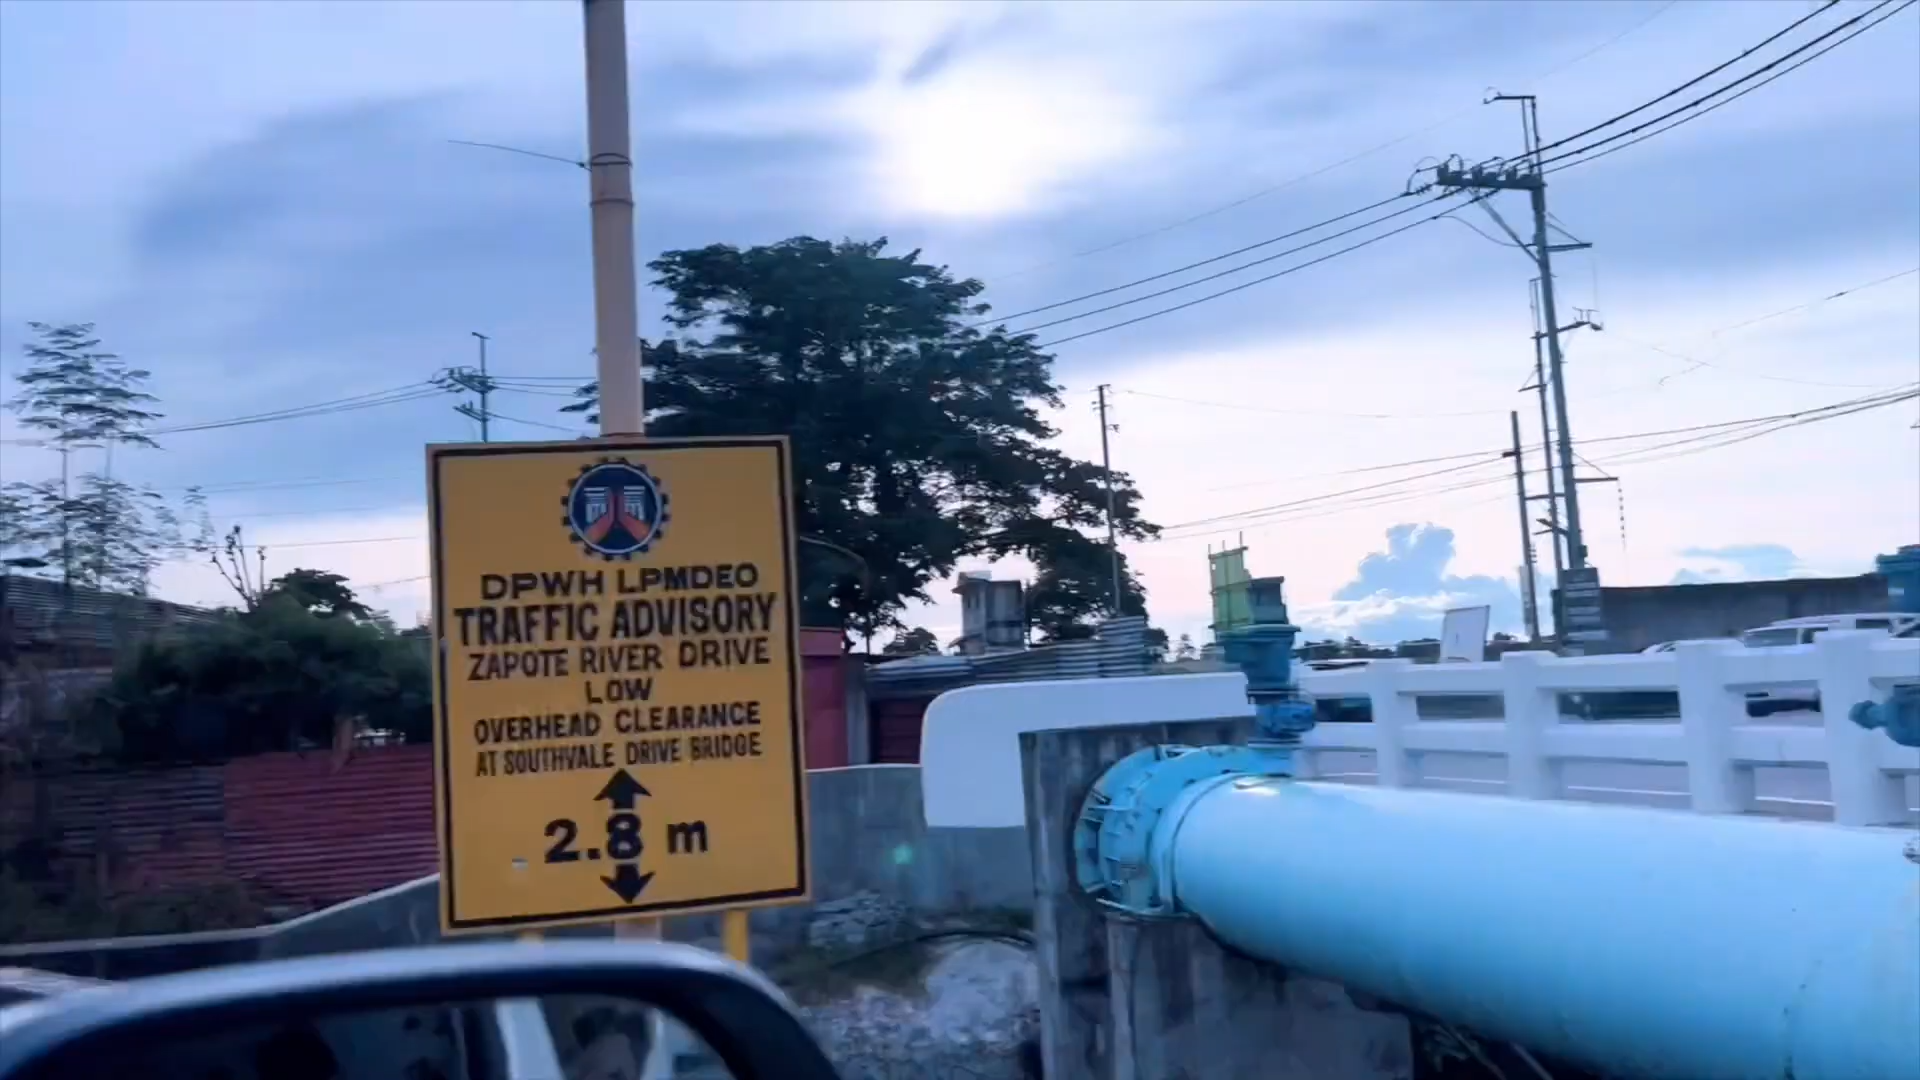 DPWH LPMDEO
TRAFFIC ADVISORY
ZAPOTE RIVER DRIVE
LOW
OVERHEAD CLEARANCE
AT SOUTHVALE DRIVE BRIDGE
2.8 m